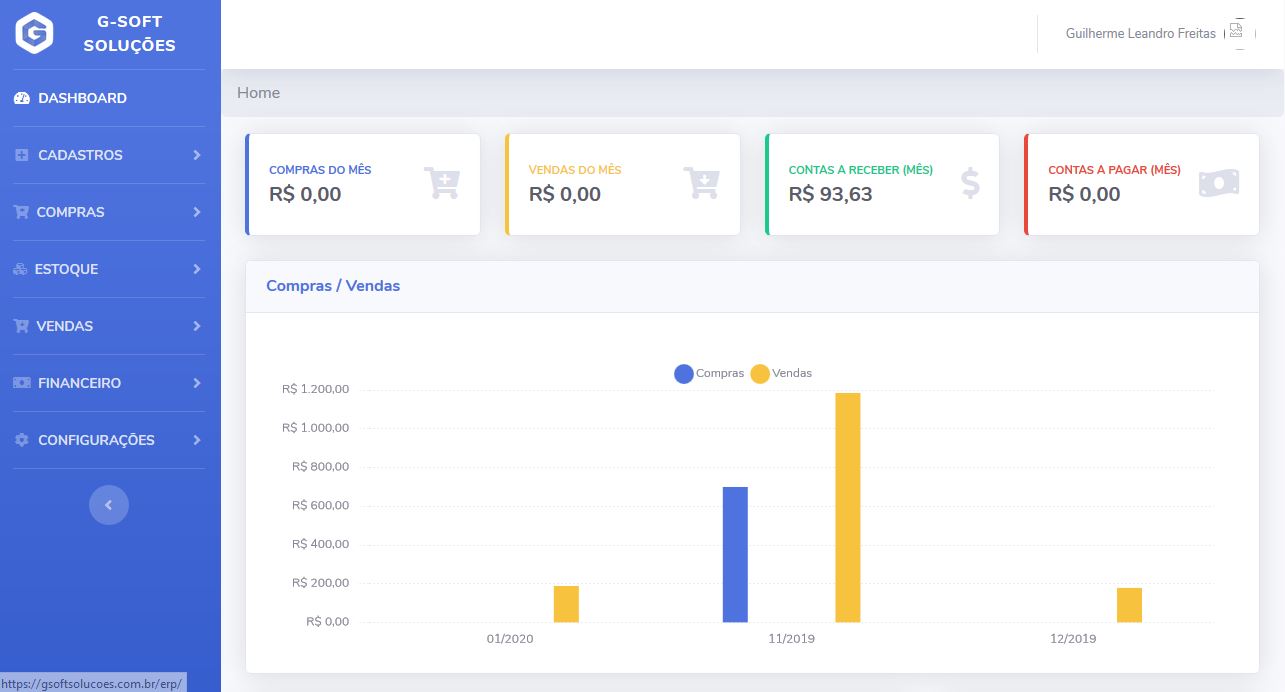 G-SOFT
SOLUÇÕES
Guilherme Leandro Freitas
DASHBOARD
CADASTROS
COMPRAS
ESTOQUE
VENDAS
FINANCEIRO
CONFIGURAÇÕES
Home
COMPRAS DO MÊS
R$ 0,00
VENDAS DO MÊS
R$ 0,00
CONTAS A RECEBER (MÊS)
R$ 93,63
CONTAS A PAGAR (MÊS)
R$ 0,00
Compras / Vendas
Compras Vendas
R$ 1.200,00
R$ 1.000,00
R$ 800,00
R$ 600,00
R$ 400,00
R$ 200,00
R$ 0,00
01/2020 11/2019 12/2019
https://gsoftsolucoes.com.br/erp/